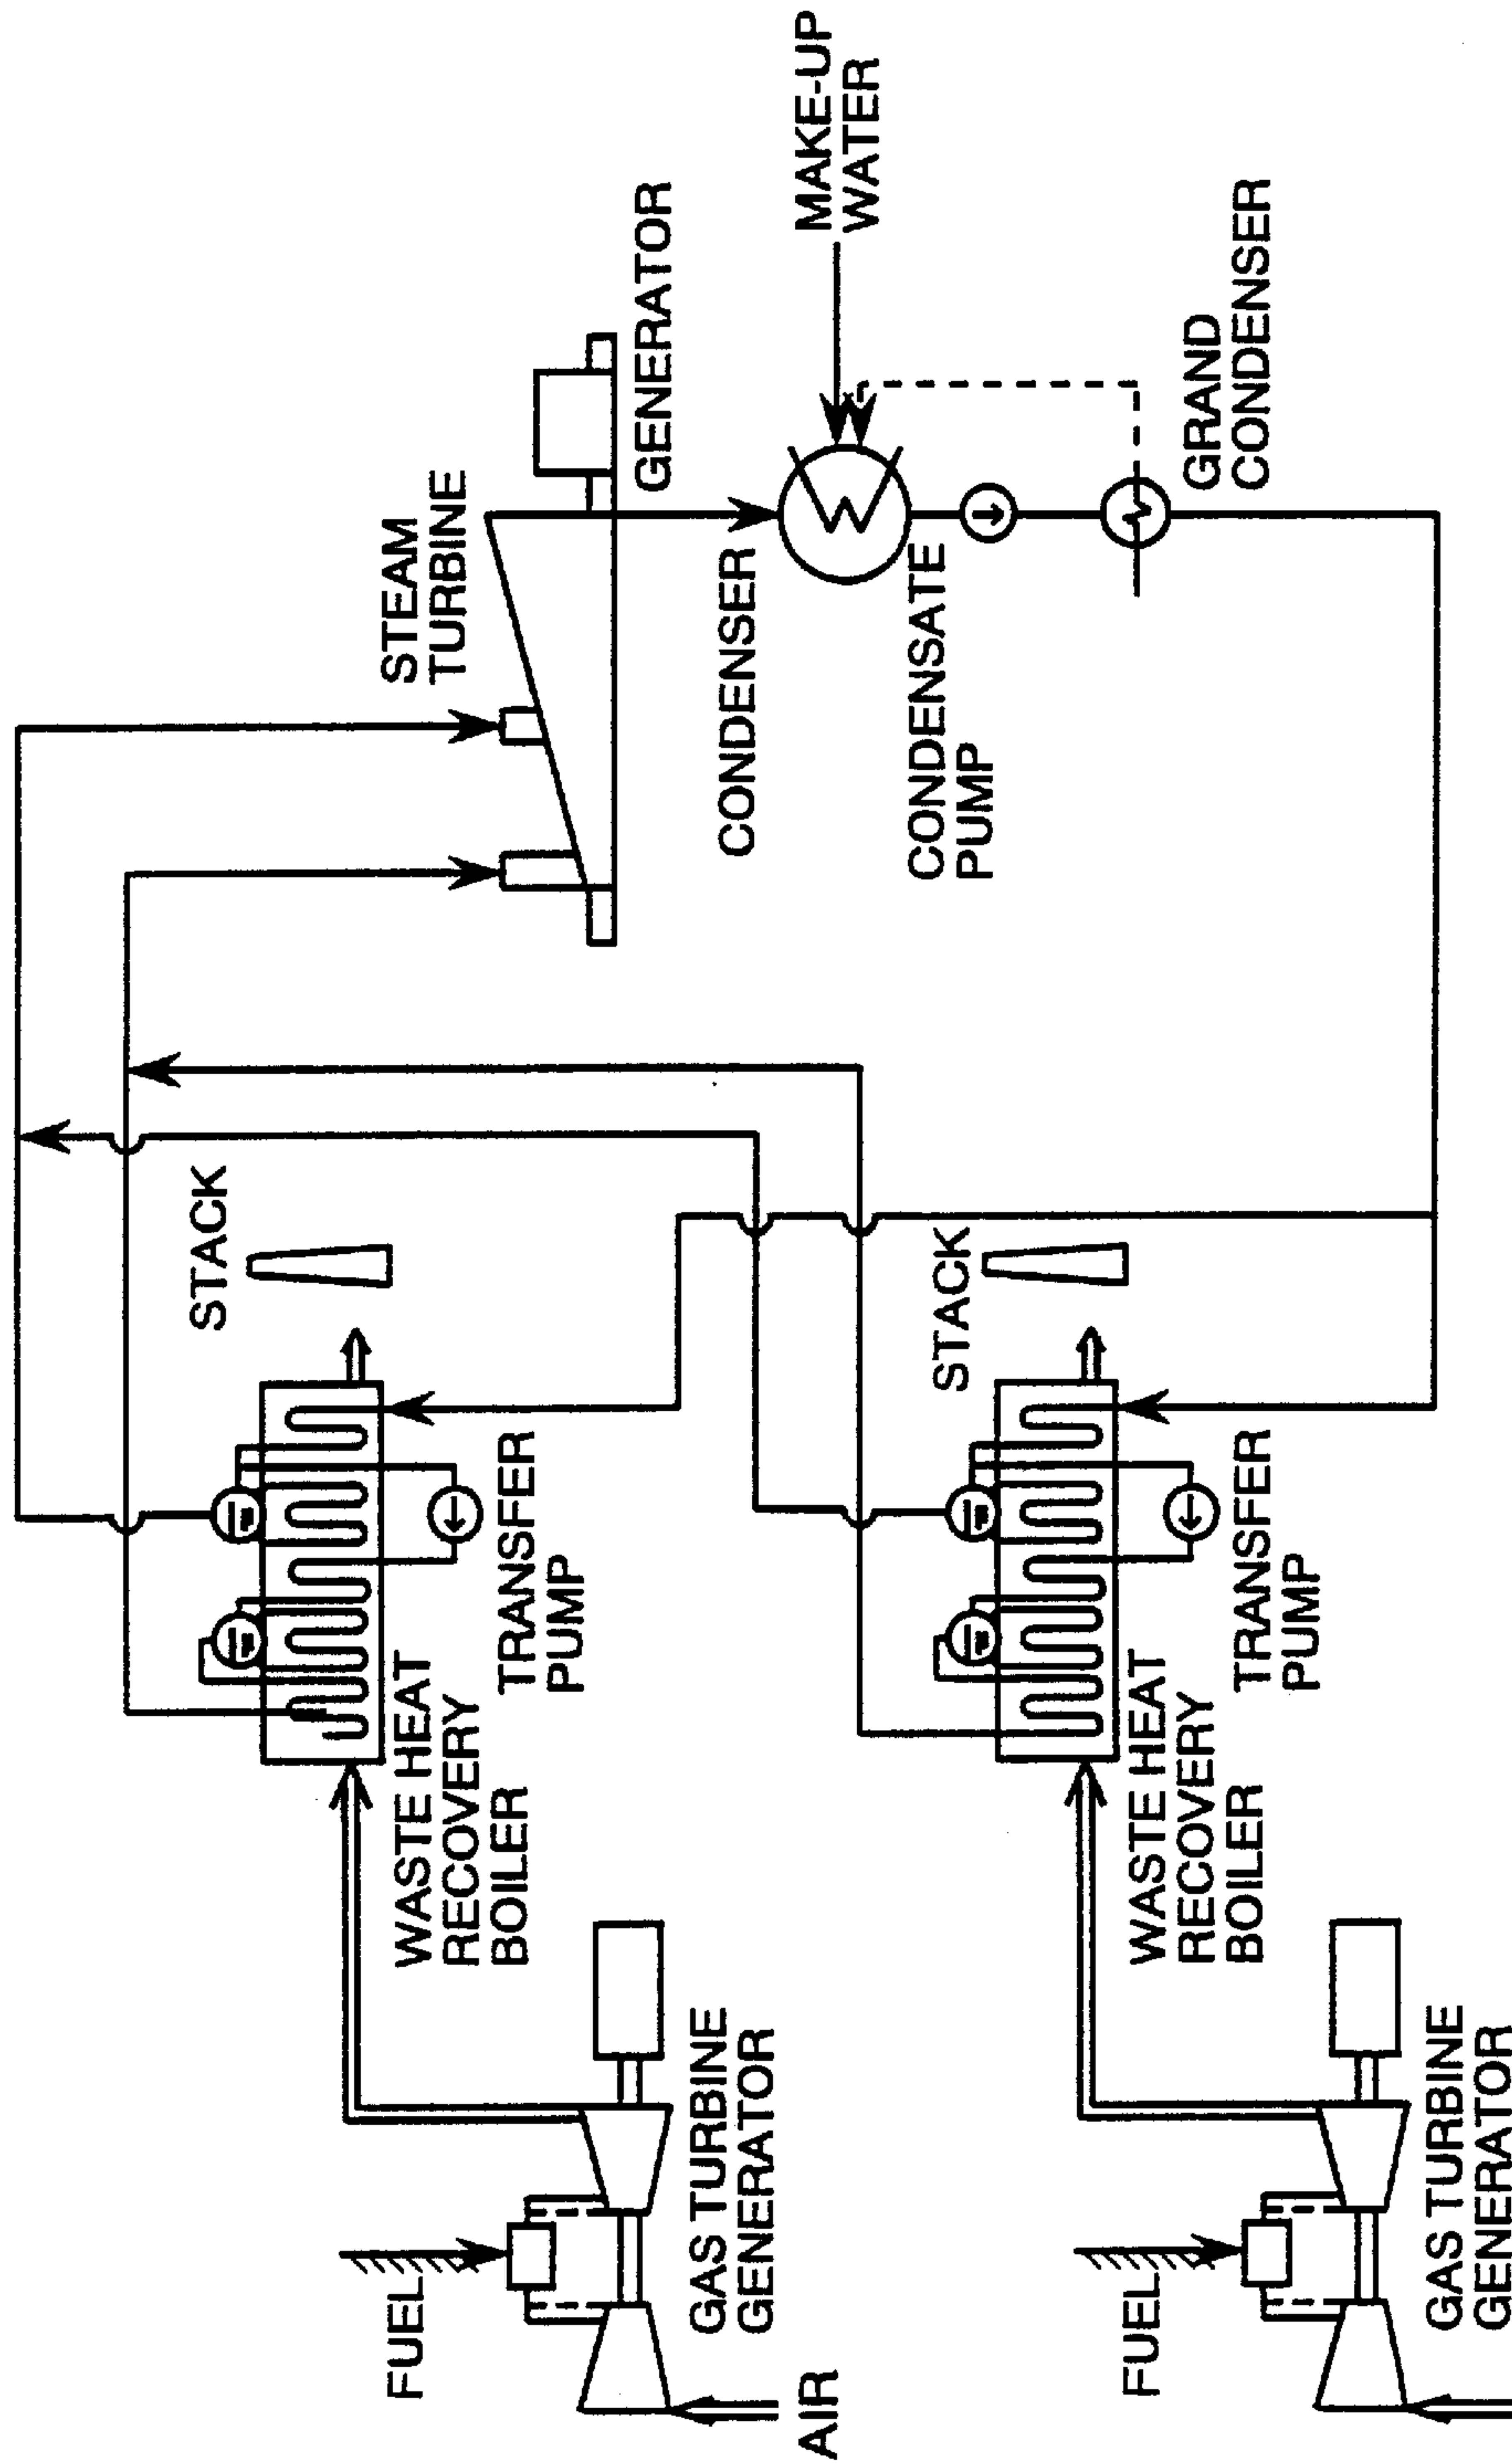 STACK
STEAM
TURBINE
GENERATOR
FUEL
WASTE HEAT
RECOVERY
BOILER
TRANSFER
PUMP
GAS TURBINE
GENERATOR
AIR
CONDENSER
MAKE-UP
WATER
CONDENSATE
PUMP
STACK
GRAND
CONDENSER
FUEL
WASTE HEAT
RECOVERY
BOILER
TRANSFER
PUMP
GAS TURBINE
GENERATOR